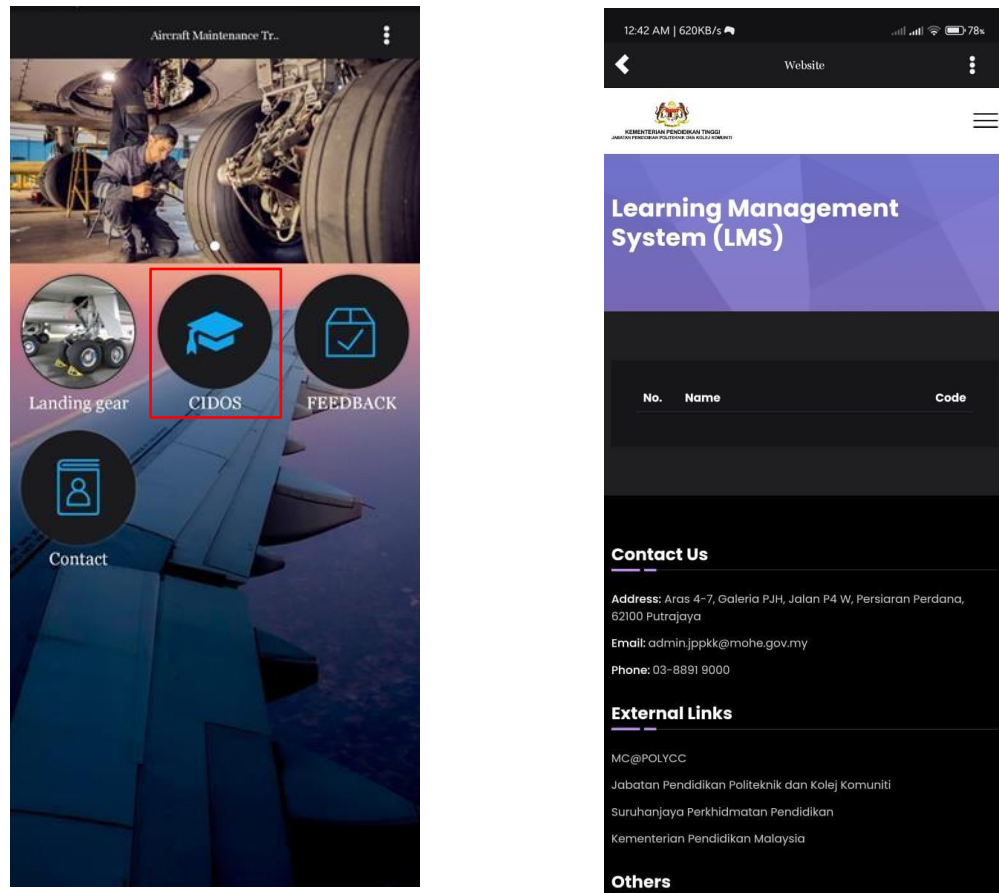 Aircraft Maintenance Tr..
Landing gear
CIDOS
FEEDBACK
Contact
12:42 AM | 620KB/s
78%
Website
KEMENTERIAN PENDIDIKAN TINGGI
JABATAN PENDIDIKAN POLITEKNIK DAN KOLEJ KOMUNITI
Learning Management
System (LMS)
No. Name Code
Contact Us
Address: Aras 4-7, Galeria PJH, Jalan P4 W, Persiaran Perdana,
62100 Putrajaya
Email: admin.jppkk@mohe.gov.my
Phone: 03-8891 9000
External Links
MC@POLYCC
Jabatan Pendidikan Politeknik dan Kolej Komuniti
Suruhanjaya Perkhidmatan Pendidikan
Kementerian Pendidikan Malaysia
Others